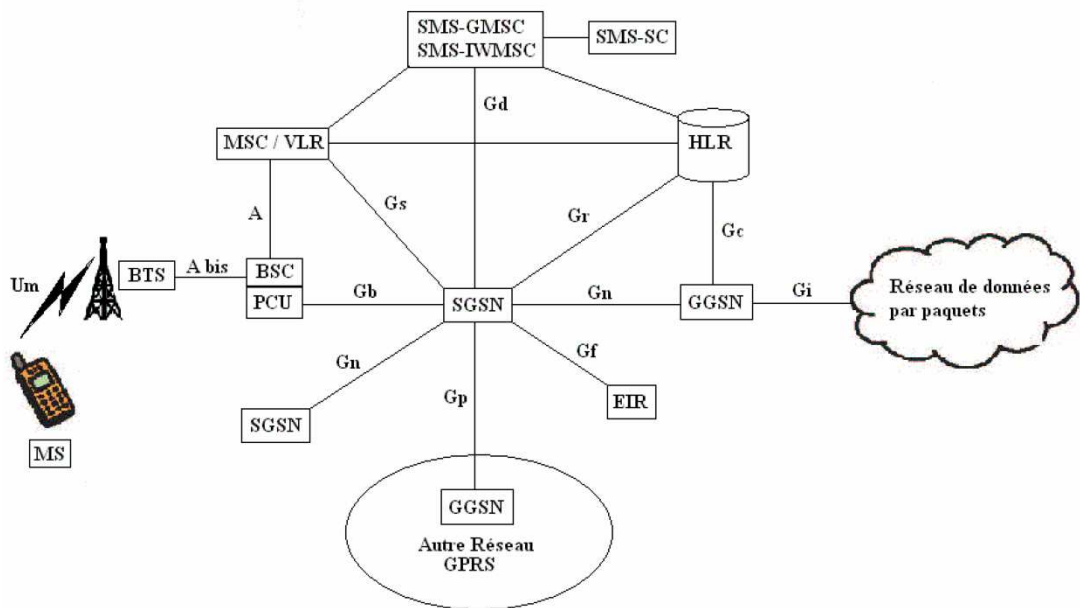 SMS-GMSC
SMS-IWMSC
SMS-SC
Gd
MSC / VLR
HLR
A
Gs
Gr
Gc
Um
BTS
A bis
BSC
PCU
Gb
SGSN
Gn
GGSN
Gi
Réseau de données
par paquets
Gn
Gf
SGSN
Gp
EIR
MS
GGSN
Autre Réseau
GPRS